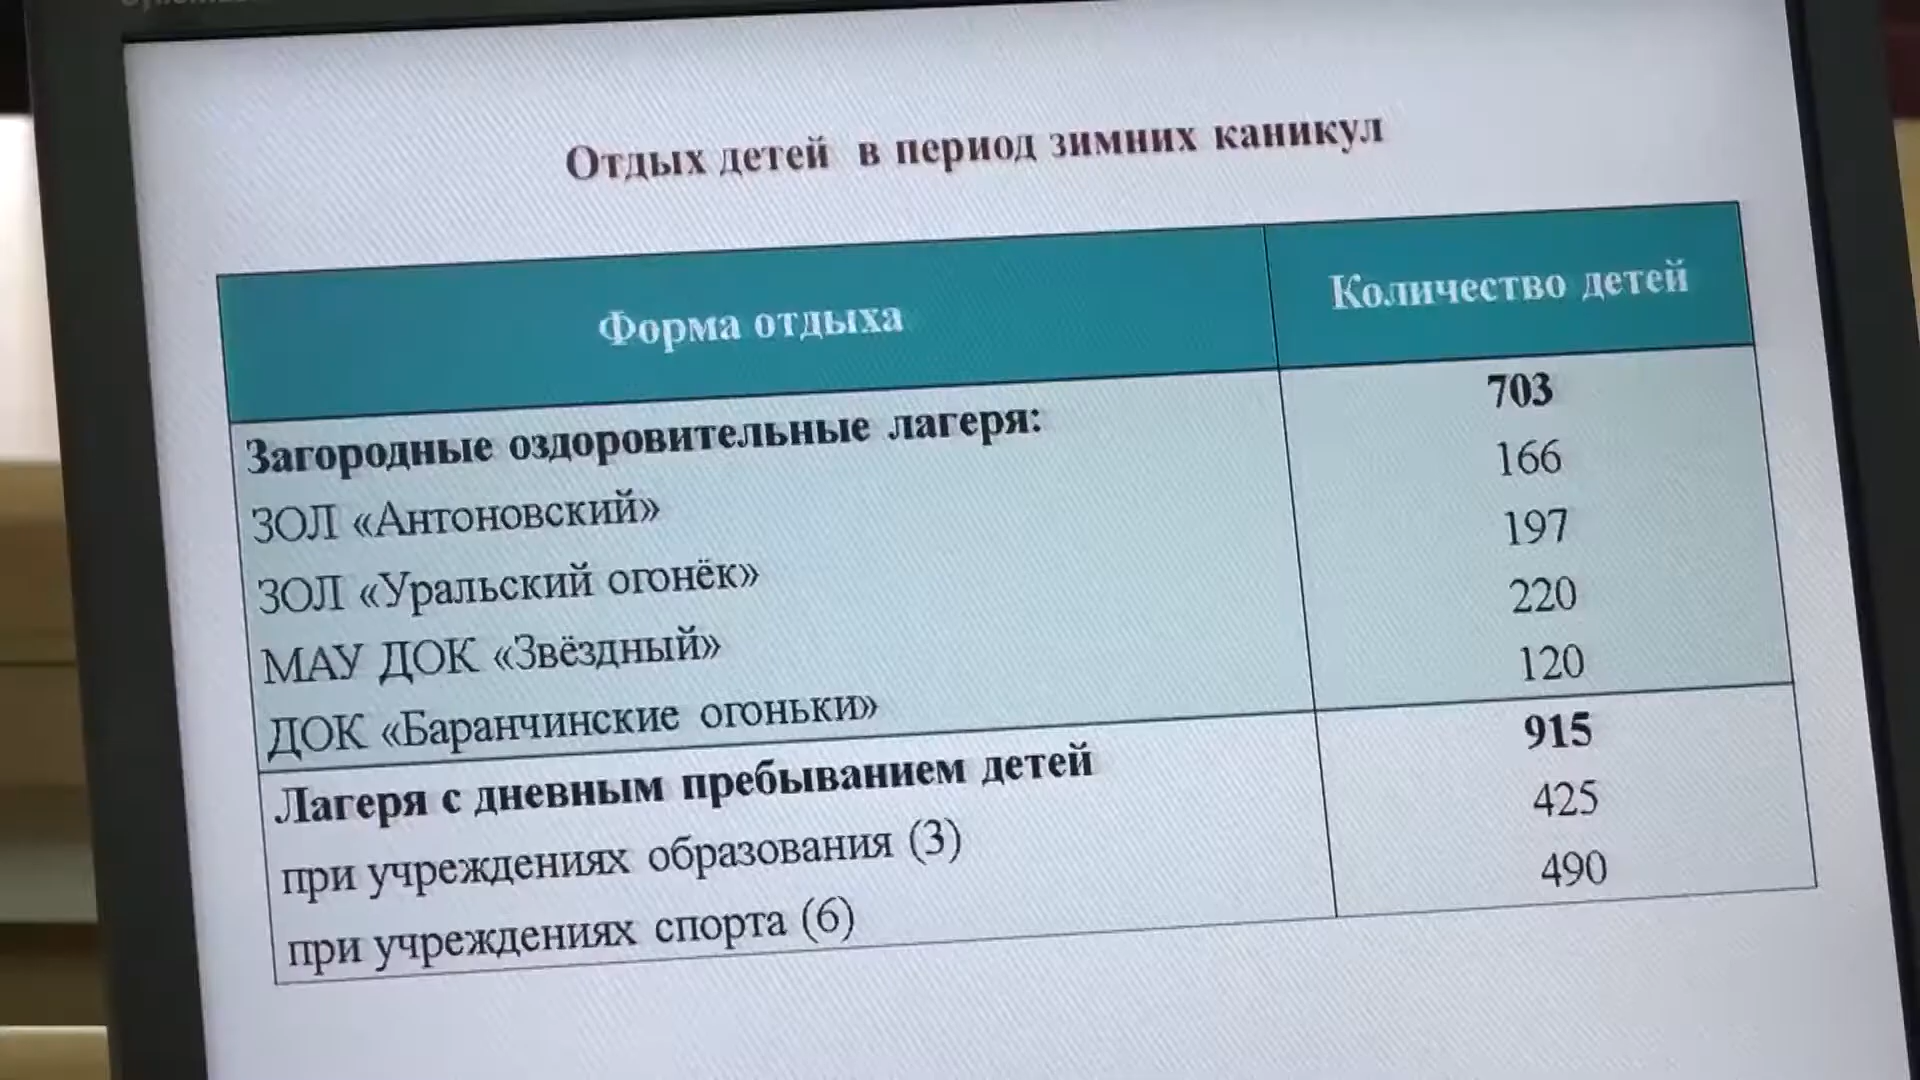 Отдых детей в период зимних каникул
Форма отдыха
Количество детей
Загородные оздоровительные лагеря:
703
ЗОЛ «Антоновский»
166
ЗОЛ «Уральский огонёк»
197
МАУ ДОК «Звёздный»
220
ДОК «Баранчинские огоньки»
120
Лагеря с дневным пребыванием детей
915
при учреждениях образования (3)
425
при учреждениях спорта (6)
490